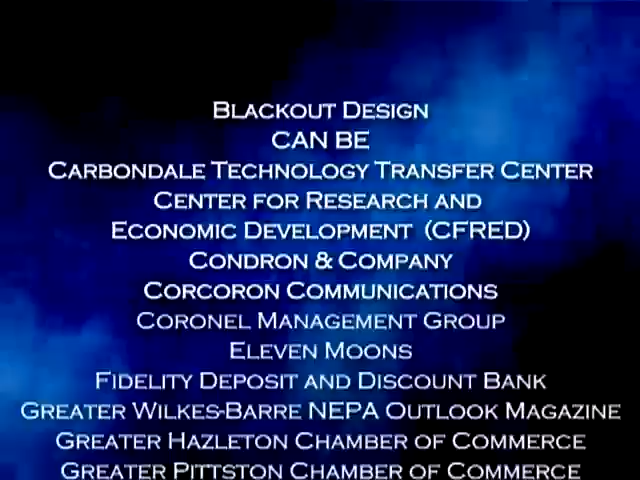 Blackout Design
CAN BE
Carbondale Technology Transfer Center
Center for Research and
Economic Development (CFRED)
Condron & Company
Corcoron Communications
Coronel Management Group
Eleven Moons
Fidelity Deposit and Discount Bank
Greater Wilkes-Barre NEPA Outlook Magazine
Greater Hazleton Chamber of Commerce
Greater Pittston Chamber of Commerce